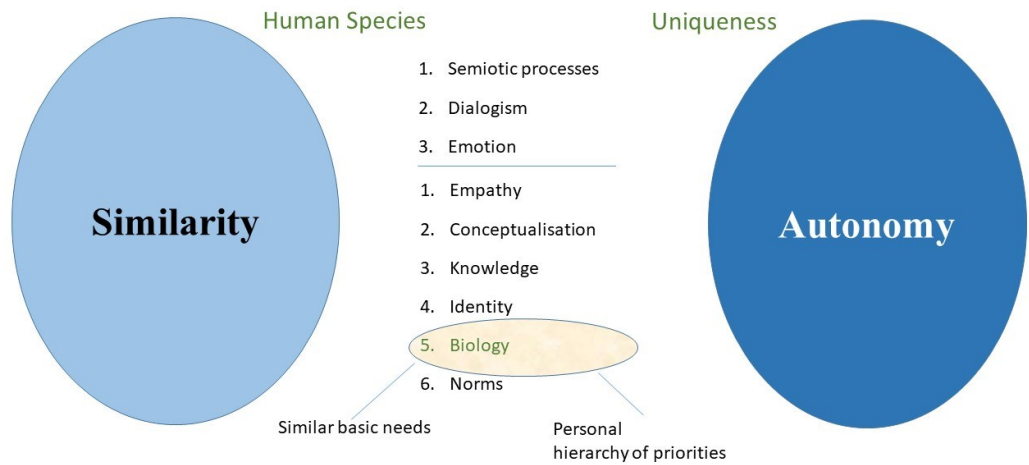 Human Species
Uniqueness
1. Semiotic processes
2. Dialogism
3. Emotion
1. Empathy
2. Conceptualisation
3. Knowledge
4. Identity
5. Biology
6. Norms
Similarity
Autonomy
Similar basic needs
Personal
hierarchy of priorities